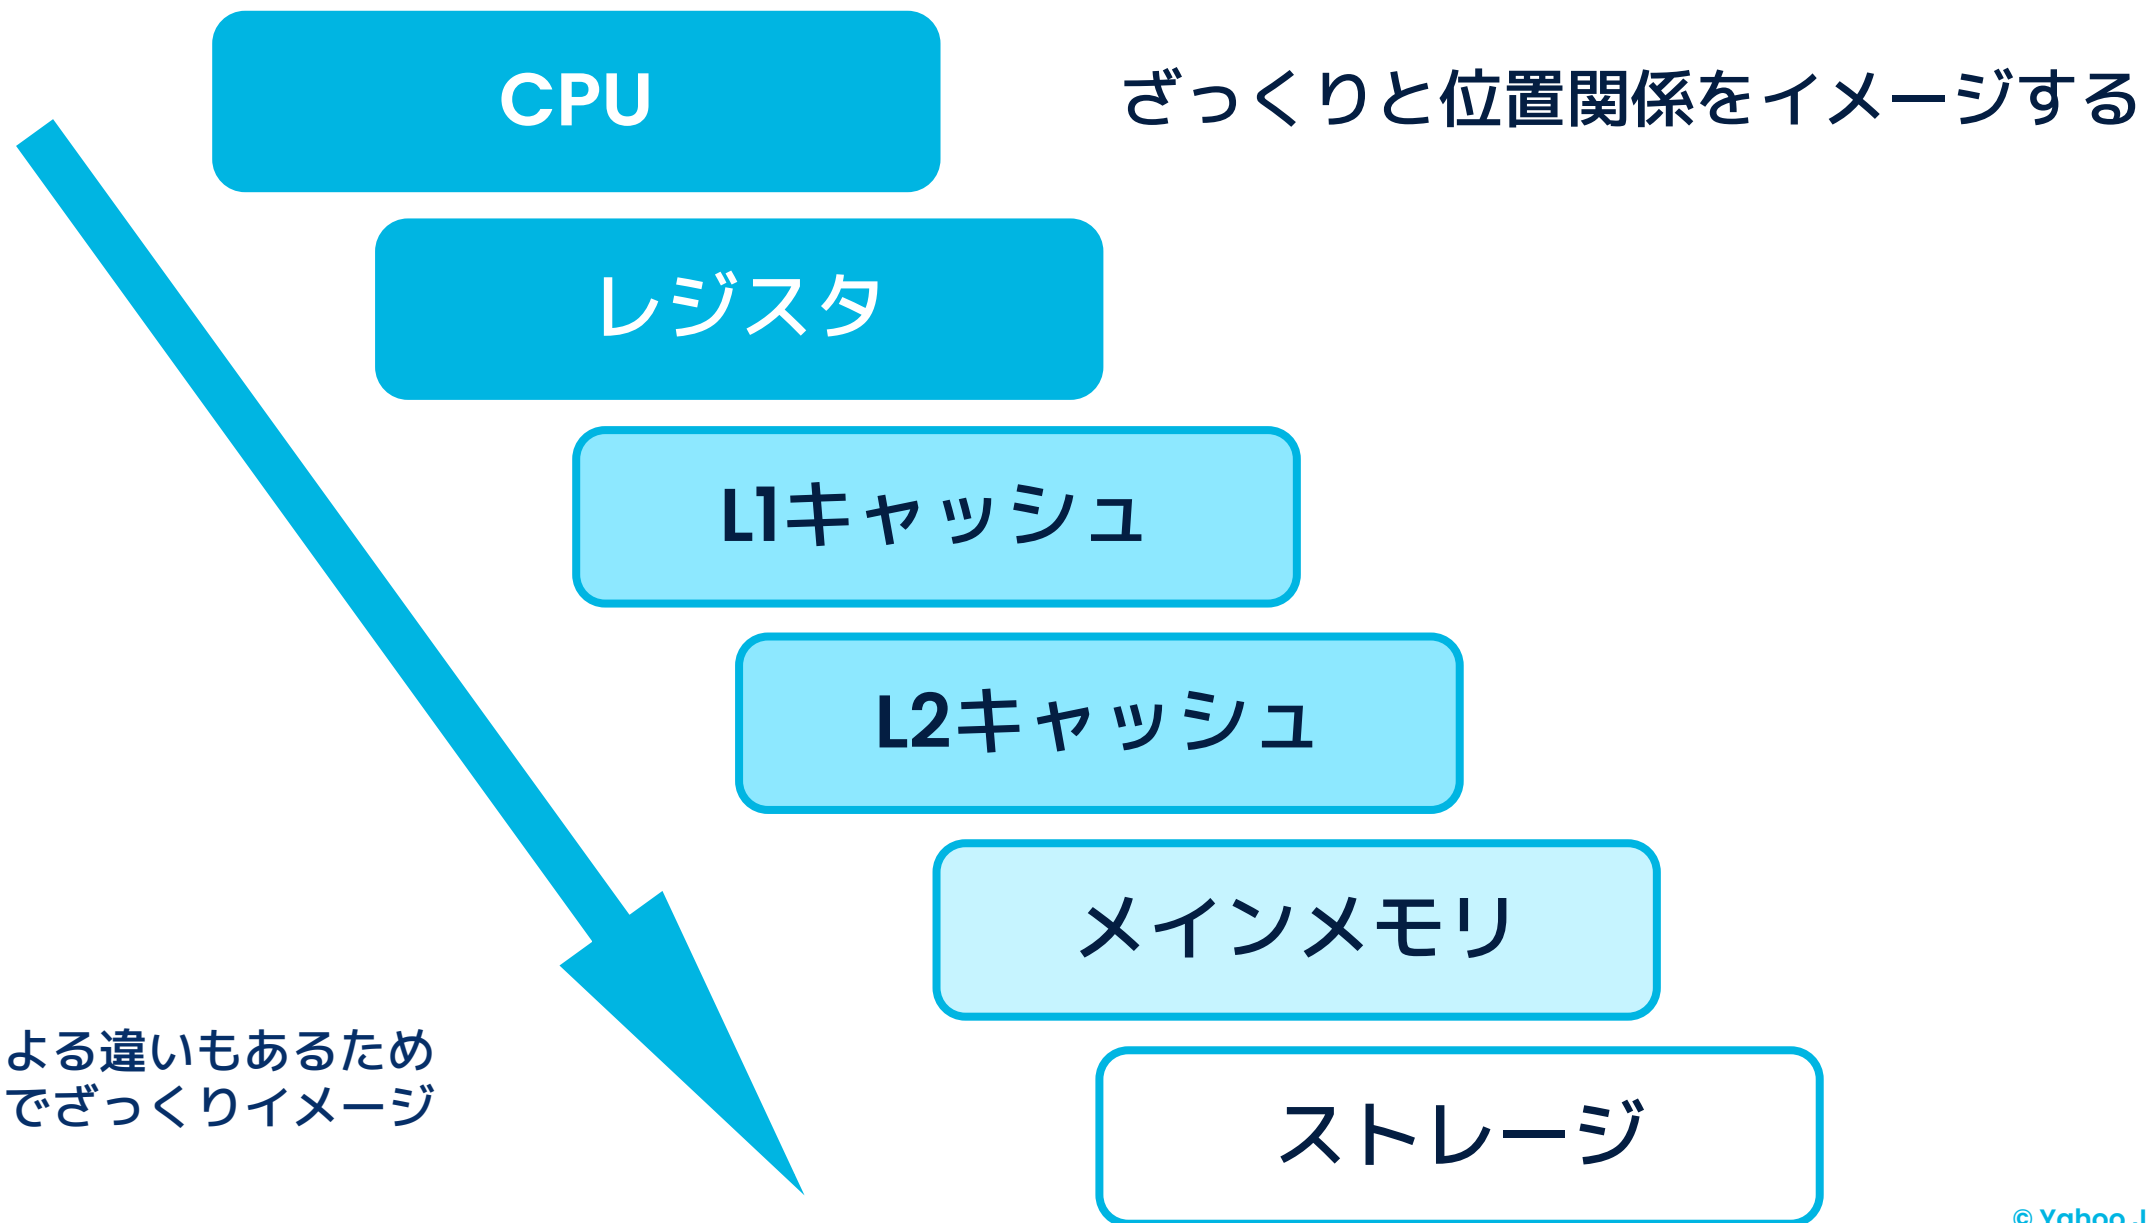 CPU
ざっくりと位置関係をイメージする
レジスタ
L1キャッシュ
L2キャッシュ
メインメモリ
よる違いもあるため
でざっくりイメージ
ストレージ
© Yahoo J